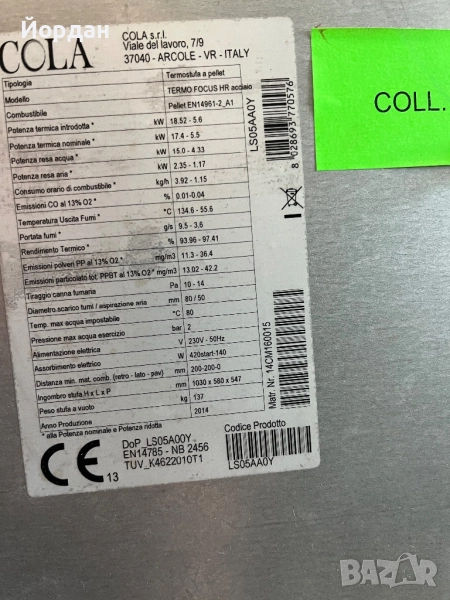 Йордан
COLA
COLA s.r.l.
Viale del lavoro, 7/9
37040 - ARCOLE - VR - ITALY
Tipologia Termostufa a pellet
Modello TERMO FOCUS HR acciaio
Combustibile Pellet EN14961-2_A1
Potenza termica introdotta * kW 18.52 - 5.6
Potenza termica nominale * kW 17.4 - 5.5
Potenza resa acqua * kW 15.0 - 4.33
Potenza resa aria * kW 2.35 - 1.17
Consumo orario di combustibile * kg/h 3.92 - 1.15
Emissioni CO al 13% O2 * % 0.01-0.04
Temperatura Uscita Fumi * °C 134.6 - 55.6
Portata fumi * g/s 9.5 - 3.6
Rendimento Termico * % 93.96 - 97.41
Emissioni polveri PP al 13% O2 * mg/m3 11.3 - 36.4
Emissioni particolato tot. PPBT al 13% O2 * mg/m3 13.02 - 42.2
Tiraggio canna fumaria Pa 10 - 14
Diametro scarico fumi / aspirazione aria mm 80 / 50
Temp. max acqua impostabile °C 80
Pressione max acqua esercizio bar 2
Alimentazione elettrica V 230V - 50Hz
Assorbimento elettrico W 420start-140
Distanza min. mat. comb. (retro - lato - pav) mm 200-200-0
Ingombro stufa H x L x P mm 1030 x 580 x 547
Peso stufa a vuoto kg 137
2014
* alla Potenza nominale e Potenza ridotta
CE 13
DoP LS05A00Y
EN14785 - NB 2456
TUV_K4622010T1
Codice Prodotto
LS05AA0Y
LS05AA0Y
8 028693 770576
Matr. Nr. 14CM160015
COLL.
BAZAR.bg